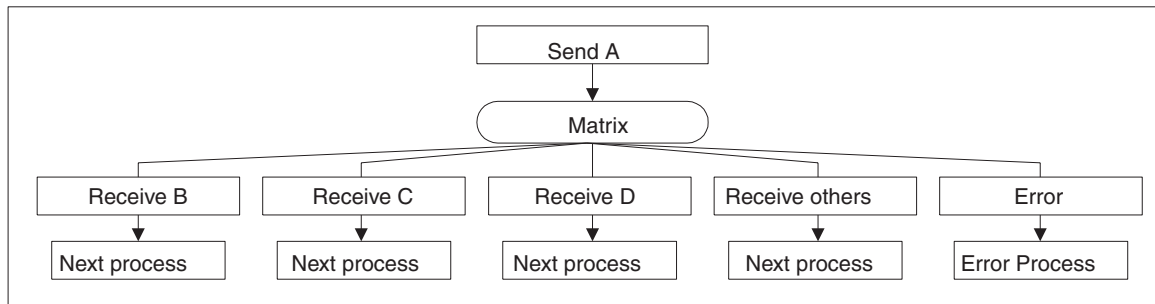 Send A
Matrix
Receive B
Receive C
Receive D
Receive others
Error
Next process
Next process
Next process
Next process
Error Process